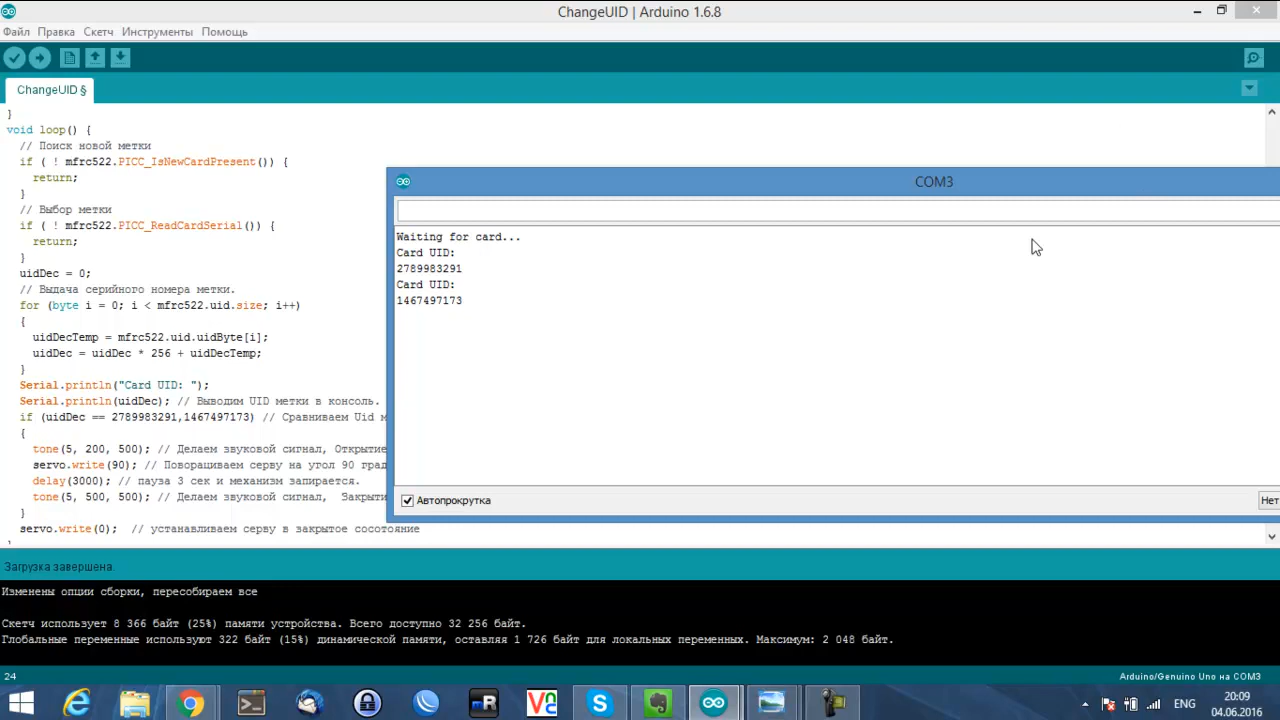 ChangeUID | Arduino 1.6.8
Файл Правка Скетч Инструменты Помощь
ChangeUID §
}
void loop() {
// Поиск новой метки
if ( ! mfrc522.PICC_IsNewCardPresent()) {
return;
}
// Выбор метки
if ( ! mfrc522.PICC_ReadCardSerial()) {
return;
}
uidDec = 0;
// Выдача серийного номера метки.
for (byte i = 0; i < mfrc522.uid.size; i++)
{
uidDecTemp = mfrc522.uid.uidByte[i];
uidDec = uidDec * 256 + uidDecTemp;
}
Serial.println("Card UID: ");
Serial.println(uidDec); // Выводим UID метки в консоль.
if (uidDec == 2789983291,1467497173) // Сравниваем Uid м
{
tone(5, 200, 500); // Делаем звуковой сигнал, Открытие
servo.write(90); // Поворациваем серву на угол 90 град
delay(3000); // пауза 3 сек и механизм запирается.
tone(5, 500, 500); // Делаем звуковой сигнал, Закрыти
}
servo.write(0); // устанавливаем серву в закрытое сосотояние
COM3
Waiting for card...
Card UID:
2789983291
Card UID:
1467497173
Автопрокрутка
Нет
Загрузка завершена.
Изменены опции сборки, пересобираем все
Скетч использует 8 366 байт (25%) памяти устройства. Всего доступно 32 256 байт.
Глобальные переменные используют 322 байт (15%) динамической памяти, оставляя 1 726 байт для локальных переменных. Максимум: 2 048 байт.
24
Arduino/Genuino Uno на COM3
ENG
20:09
04.06.2016